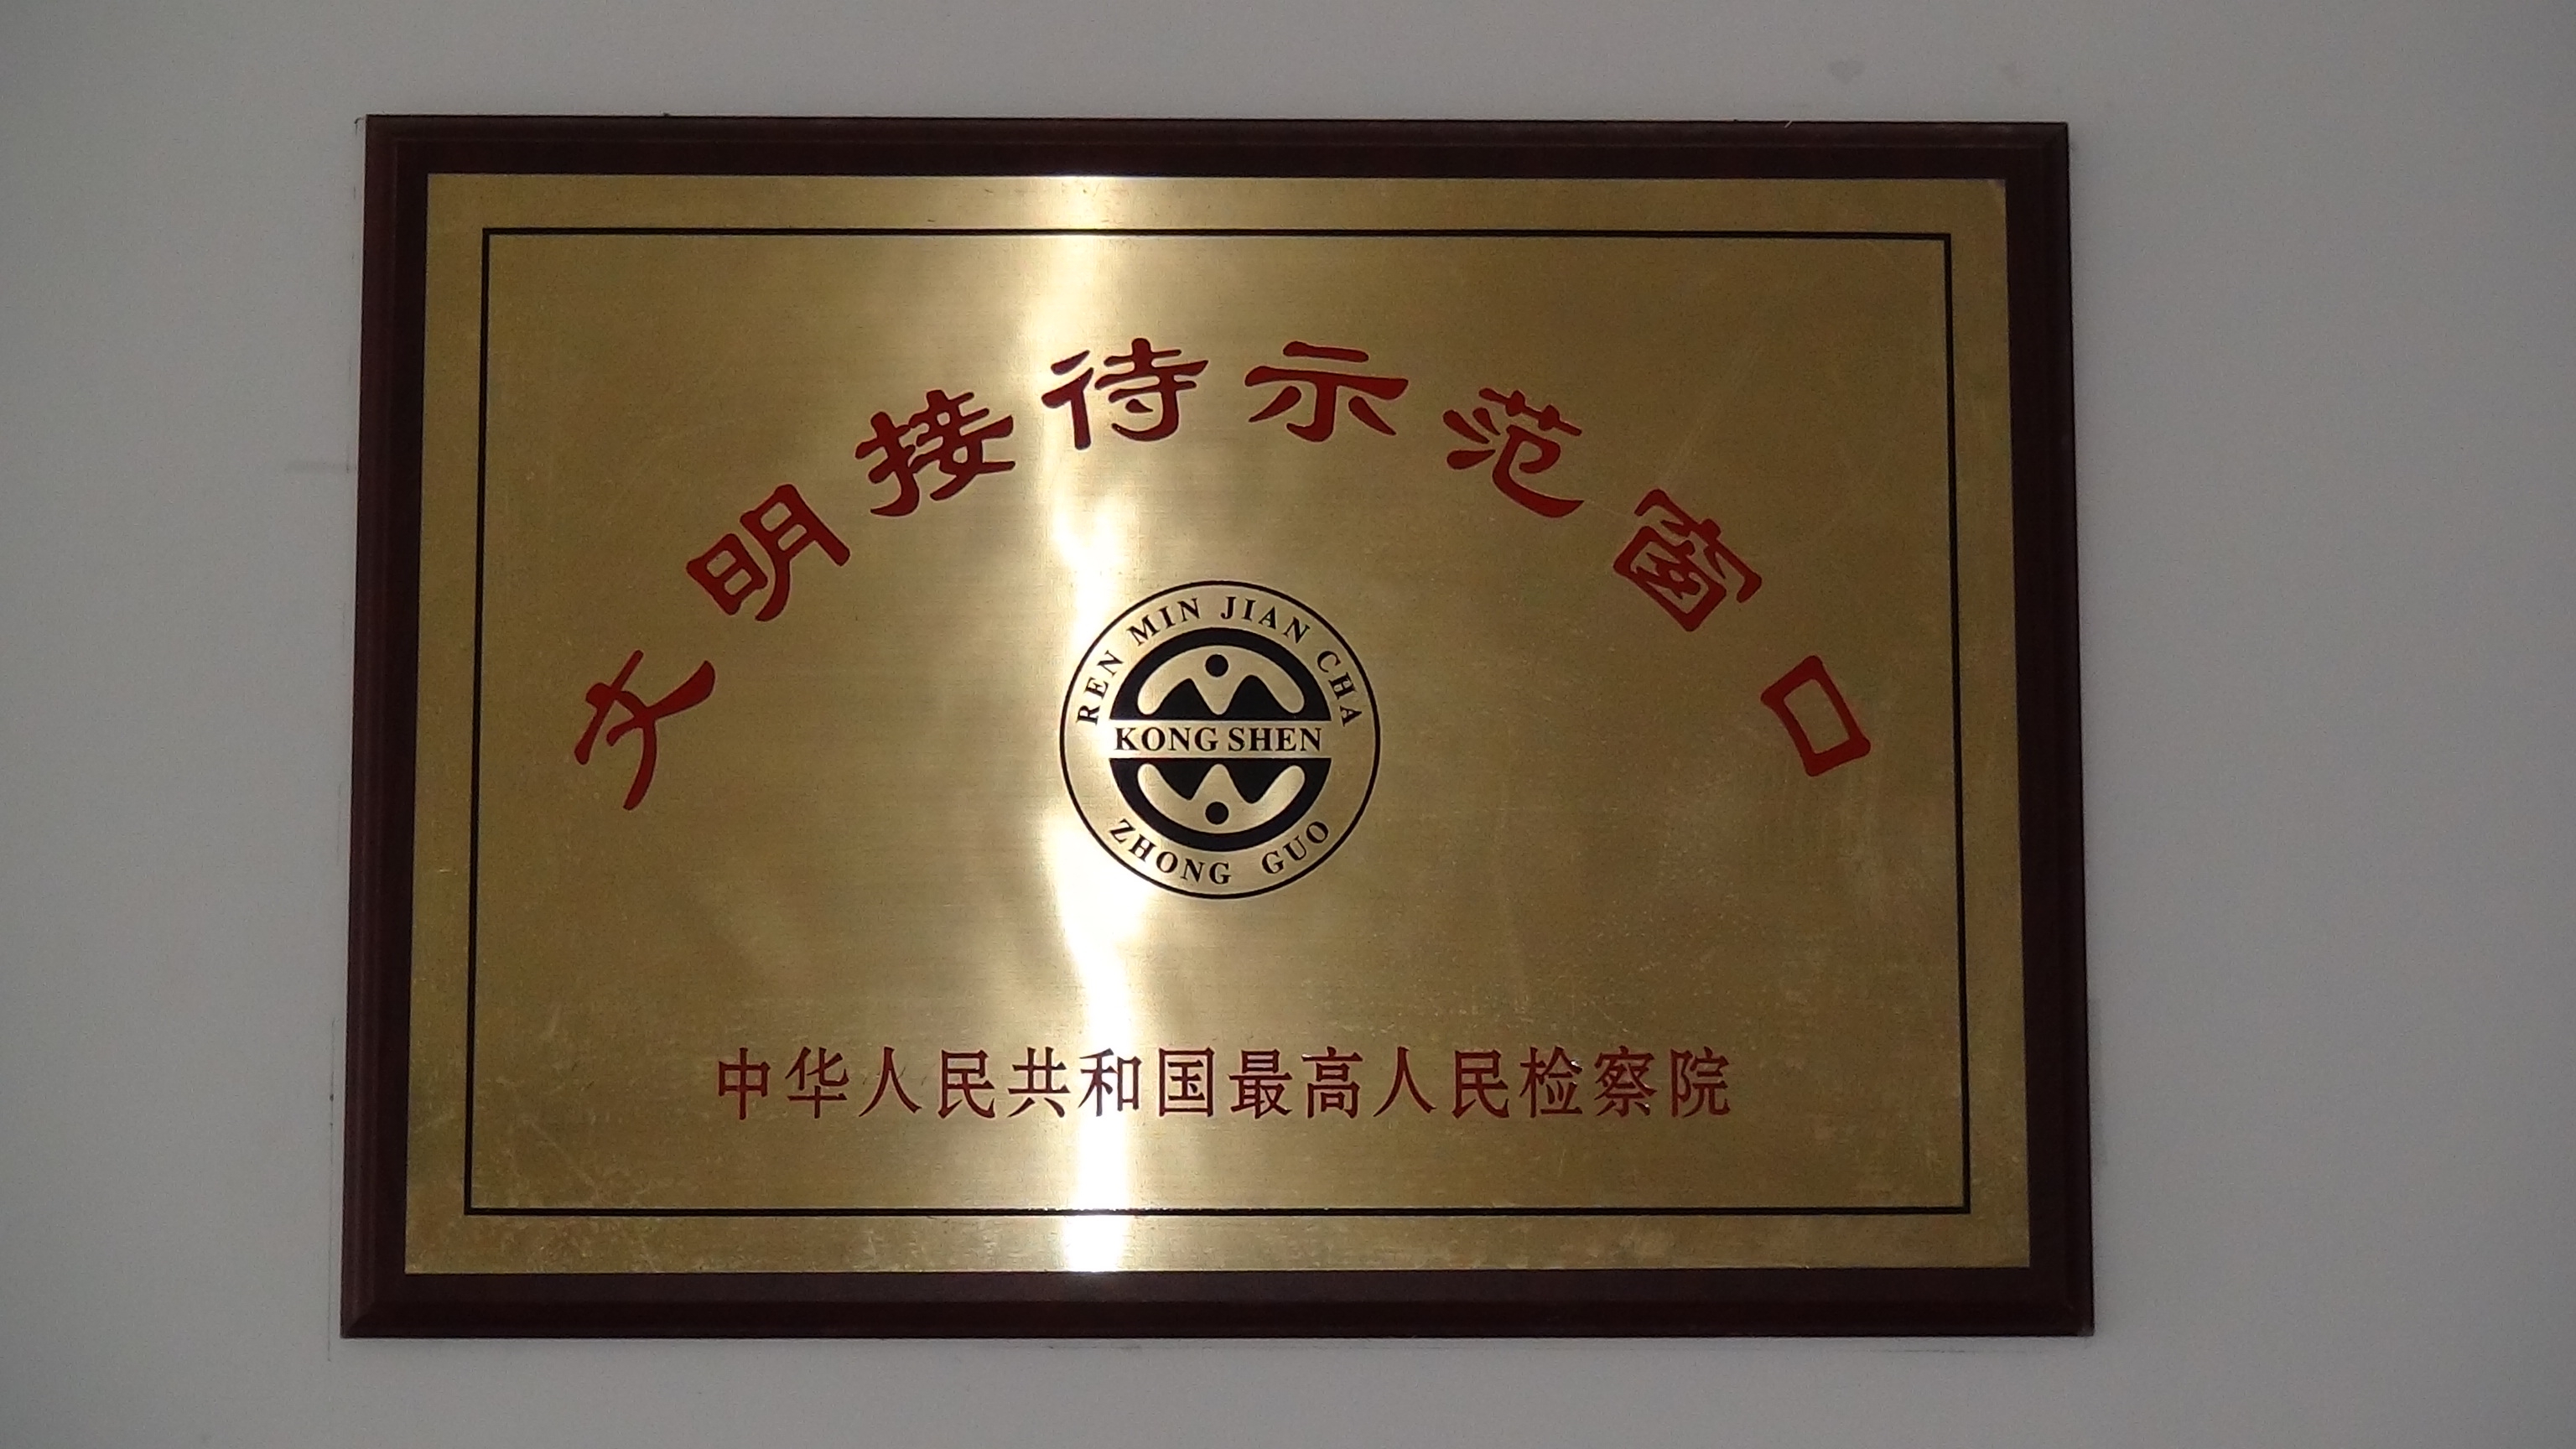 文明接待示范窗口
REN MIN JIAN CHA
KONG SHEN
ZHONG GUO
中华人民共和国最高人民检察院